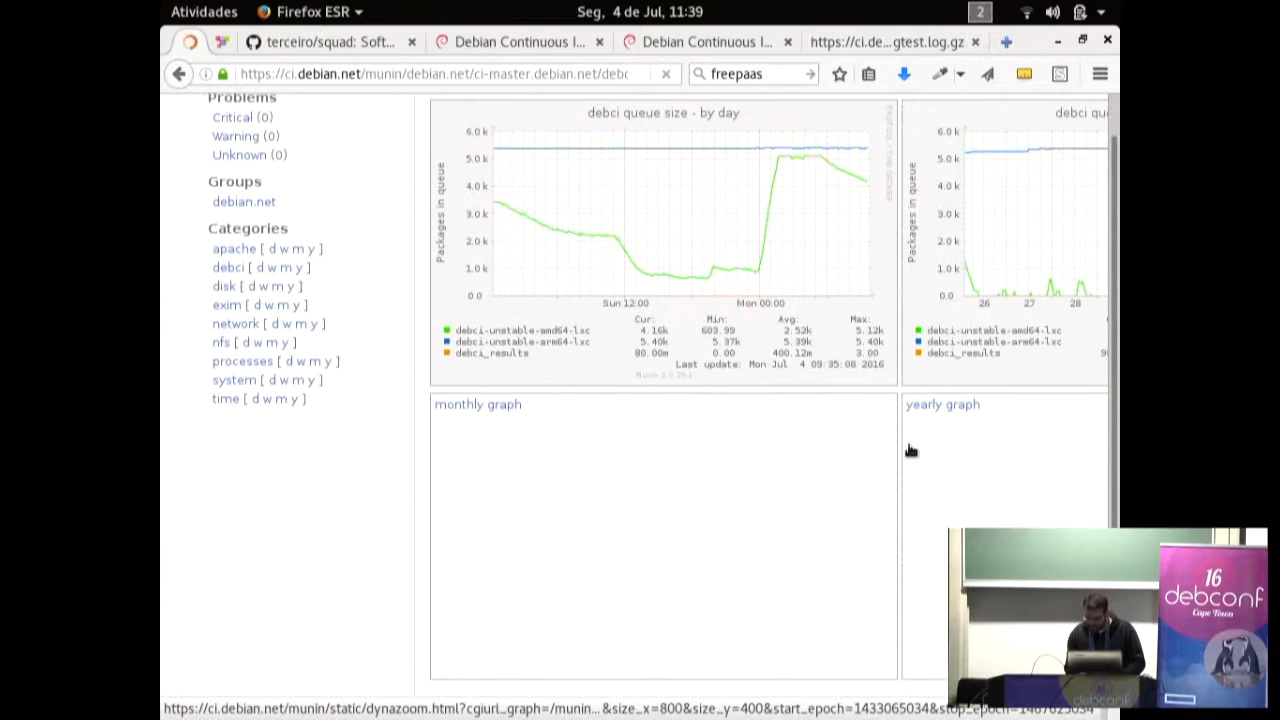 Atividades Firefox ESR Seg, 4 de Jul, 11:39 2
terceiro/squad: Soft... Debian Continuous I... Debian Continuous I... https://ci.de...gtest.log.gz
https://ci.debian.net/munin/debian.net/ci-master.debian.net/debc freepaas
Problems
Critical (0)
Warning (0)
Unknown (0)
Groups
debian.net
Categories
apache [ d w m y ]
debci [ d w m y ]
disk [ d w m y ]
exim [ d w m y ]
network [ d w m y ]
nfs [ d w m y ]
processes [ d w m y ]
system [ d w m y ]
time [ d w m y ]
debci queue size - by day
Packages in queue
6.0 k
5.0 k
4.0 k
3.0 k
2.0 k
1.0 k
0.0
Sun 12:00 Mon 00:00
Cur: Min: Avg: Max:
debci-unstable-amd64-lxc 4.16k 603.99 2.52k 5.12k
debci-unstable-arm64-lxc 5.40k 5.37k 5.39k 5.40k
debci_results 80.00m 0.00 400.12m 3.00
Last update: Mon Jul 4 09:35:08 2016
debci qu
Packages in queue
6.0 k
5.0 k
4.0 k
3.0 k
2.0 k
1.0 k
0.0
26 27 28
debci-unstable-amd64-lxc
debci-unstable-arm64-lxc
debci_results
monthly graph
yearly graph
16
debconf
Cape Town
16
debconf